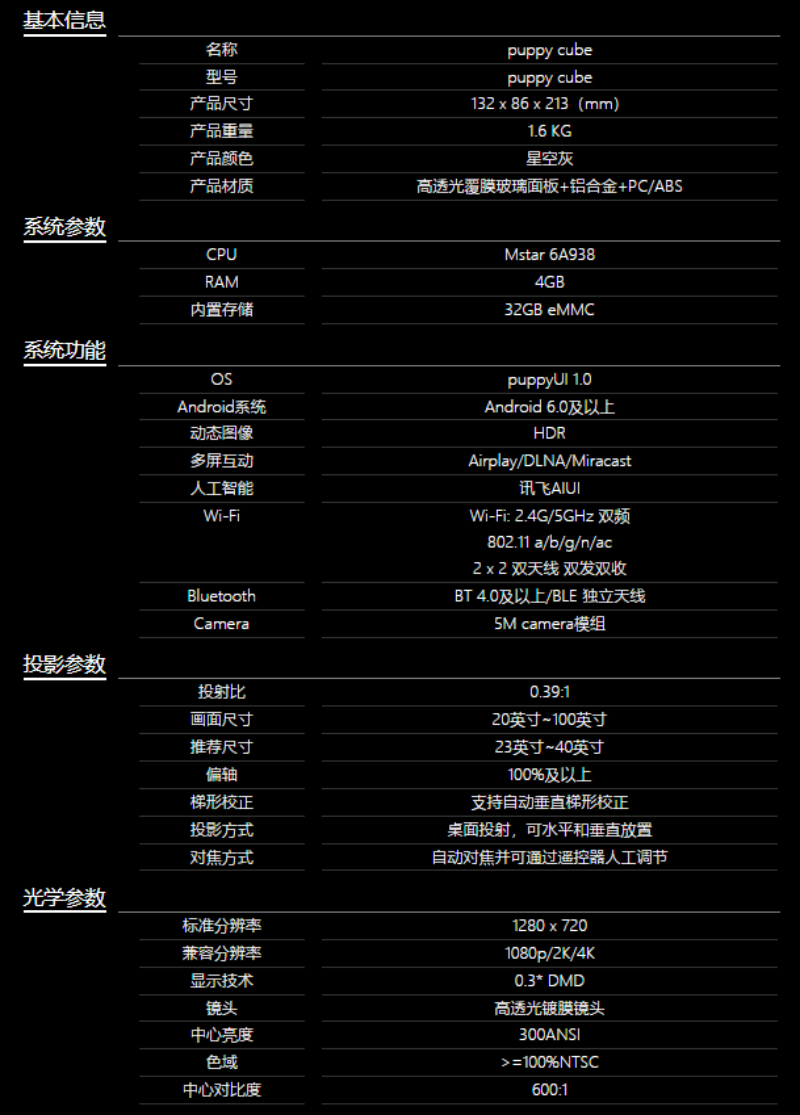 基本信息
名称 puppy cube
型号 puppy cube
产品尺寸 132 x 86 x 213（mm）
产品重量 1.6 KG
产品颜色 星空灰
产品材质 高透光覆膜玻璃面板+铝合金+PC/ABS
系统参数
CPU Mstar 6A938
RAM 4GB
内置存储 32GB eMMC
系统功能
OS puppyUI 1.0
Android系统 Android 6.0及以上
动态图像 HDR
多屏互动 Airplay/DLNA/Miracast
人工智能 讯飞AIUI
Wi-Fi Wi-Fi: 2.4G/5GHz 双频
802.11 a/b/g/n/ac
2 x 2 双天线 双发双收
Bluetooth BT 4.0及以上/BLE 独立天线
Camera 5M camera模组
投影参数
投射比 0.39:1
画面尺寸 20英寸~100英寸
推荐尺寸 23英寸~40英寸
偏轴 100%及以上
梯形校正 支持自动垂直梯形校正
投影方式 桌面投射，可水平和垂直放置
对焦方式 自动对焦并可通过遥控器人工调节
光学参数
标准分辨率 1280 x 720
兼容分辨率 1080p/2K/4K
显示技术 0.3* DMD
镜头 高透光镀膜镜头
中心亮度 300ANSI
色域 >=100%NTSC
中心对比度 600:1